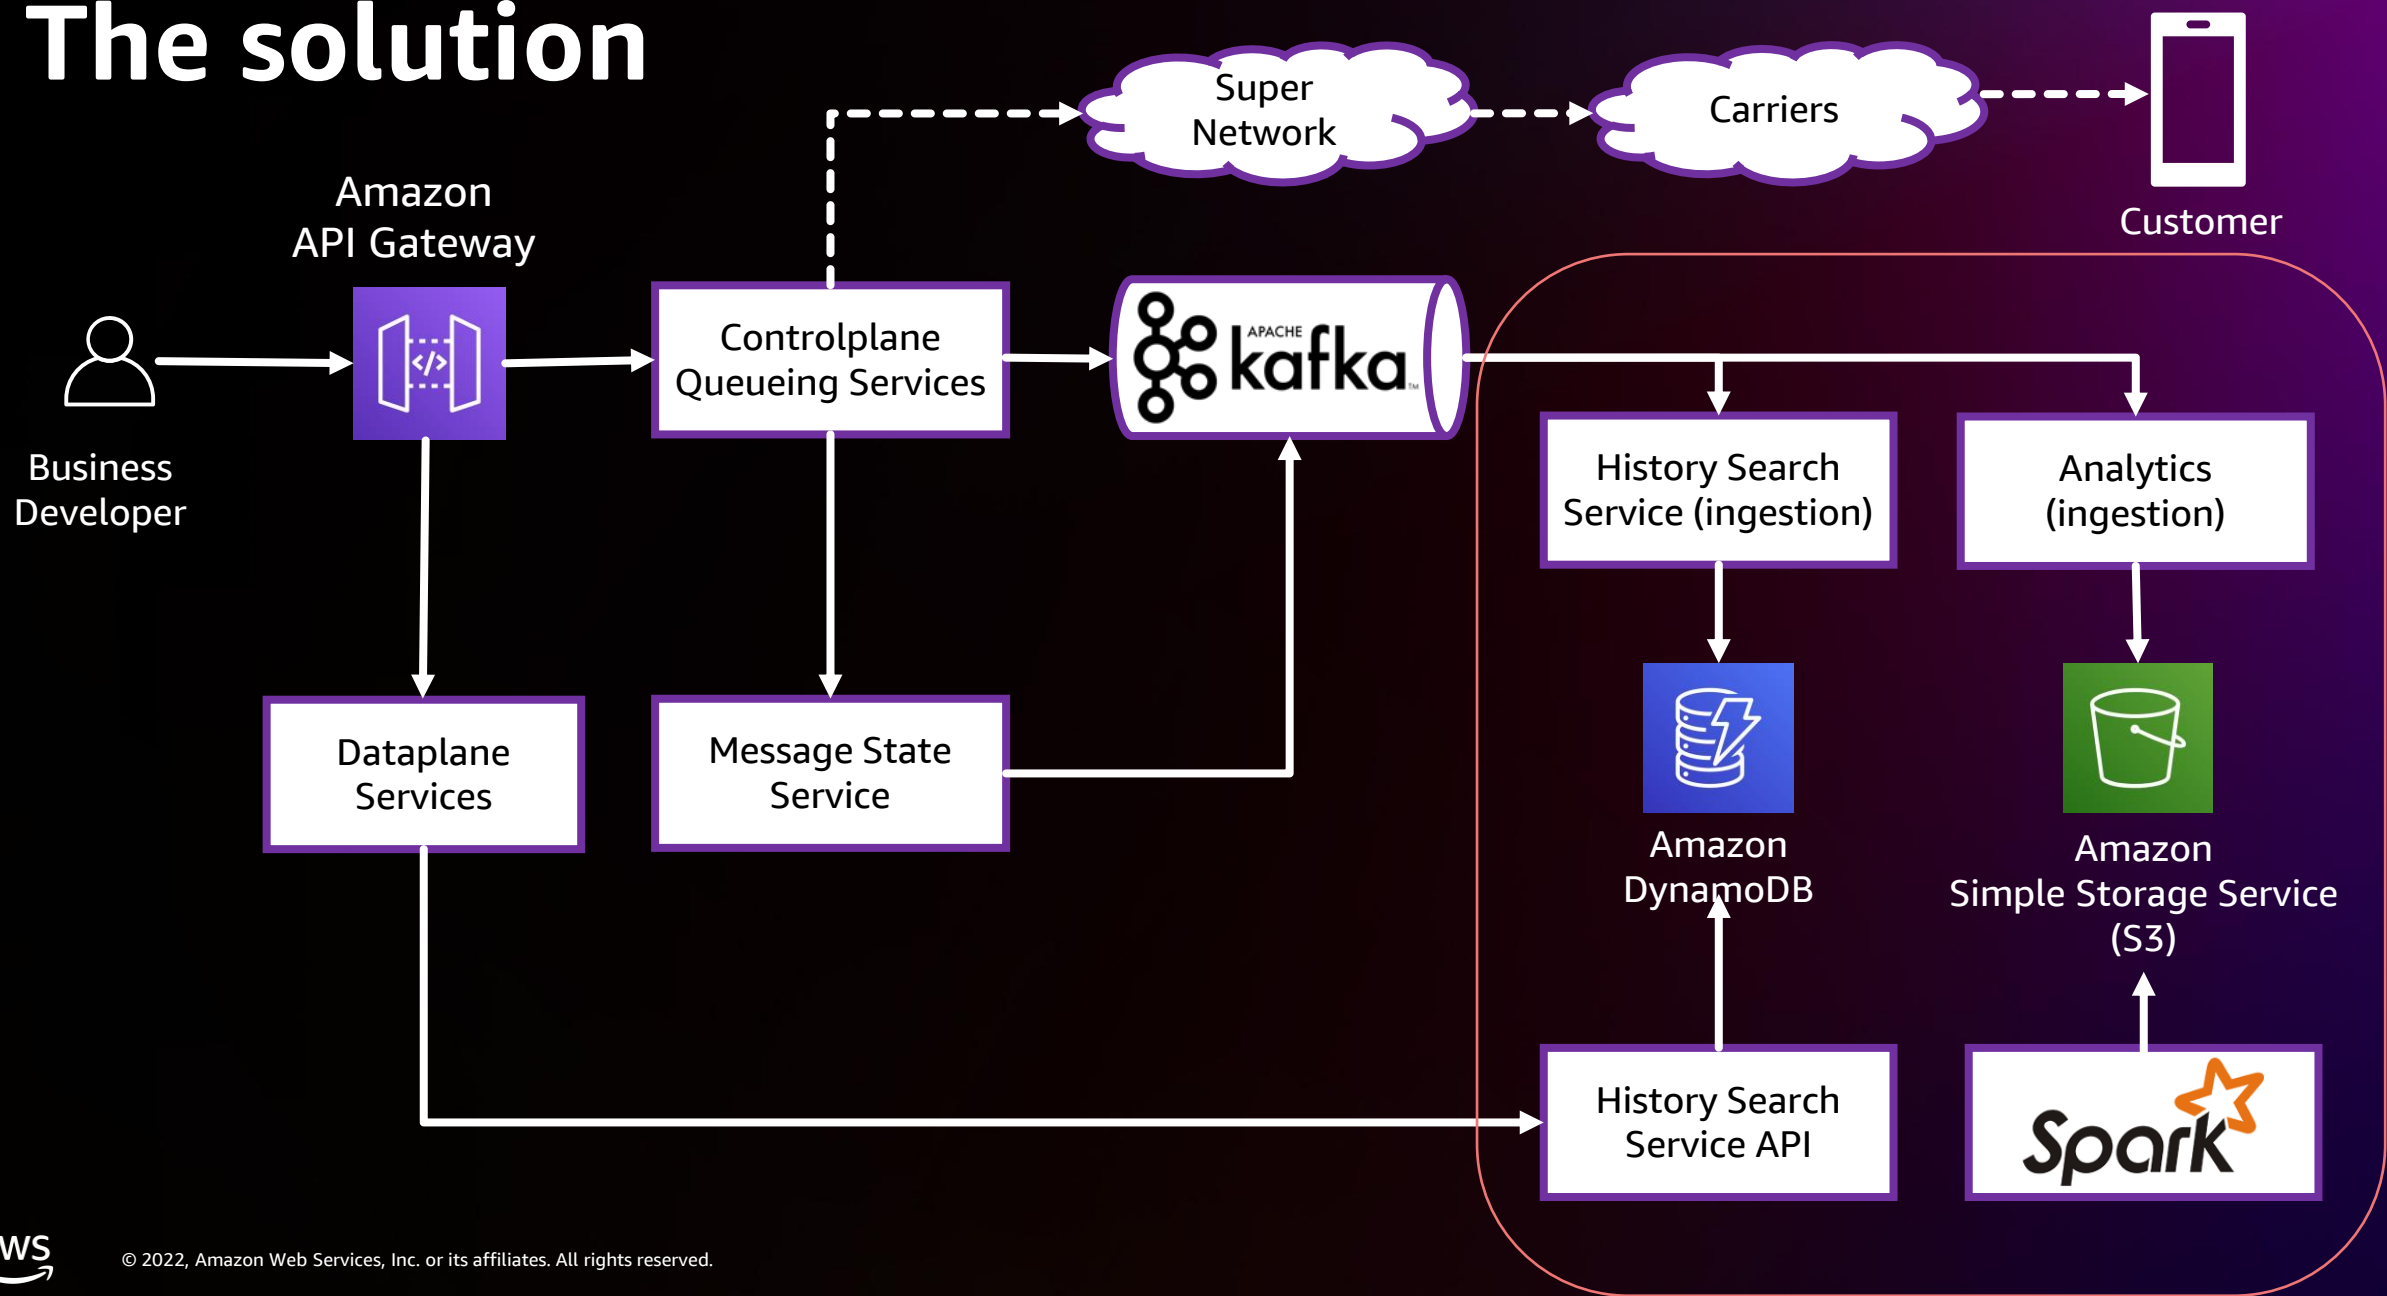 The solution
Super
Network
Carriers
Customer
Amazon
API Gateway
Business
Developer
</>
Controlplane
Queueing Services
APACHE
kafka
TM
History Search
Service (ingestion)
Analytics
(ingestion)
Dataplane
Services
Message State
Service
Amazon
DynamoDB
Amazon
Simple Storage Service
(S3)
History Search
Service API
Spark
ws
© 2022, Amazon Web Services, Inc. or its affiliates. All rights reserved.